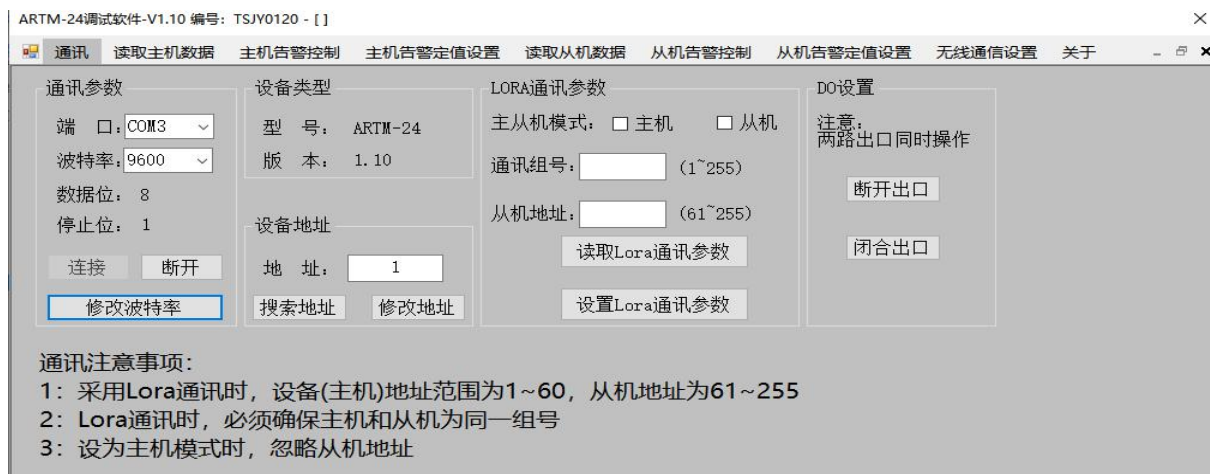 ARTM-24调试软件-V1.10 编号: TSJY0120 - [ ]
通讯 读取主机数据 主机告警控制 主机告警定值设置 读取从机数据 从机告警控制 从机告警定值设置 无线通信设置 关于
通讯参数
端 口: COM3
波特率: 9600
数据位: 8
停止位: 1
连接 断开
修改波特率
设备类型
型 号: ARTM-24
版 本: 1.10
设备地址
地 址: 1
搜索地址 修改地址
LORA通讯参数
主从机模式: 主机 从机
通讯组号: (1~255)
从机地址: (61~255)
读取Lora通讯参数
设置Lora通讯参数
DO设置
注意:
两路出口同时操作
断开出口
闭合出口
通讯注意事项:
1: 采用Lora通讯时, 设备(主机)地址范围为1~60, 从机地址为61~255
2: Lora通讯时, 必须确保主机和从机为同一组号
3: 设为主机模式时, 忽略从机地址